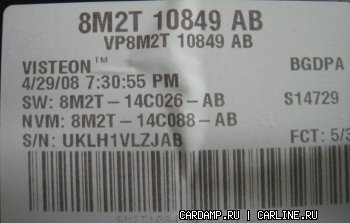 8M2T 10849 AB
VP8M2T 10849 AB
VISTEON™ BGDPA
4/29/08 7:30:55 PM
SW: 8M2T-14C026-AB S14729
NVM: 8M2T-14C088-AB
S/N: UKLH1VLZJAB FCT: 5/3
CARDAMP.RU | CARLINE.RU